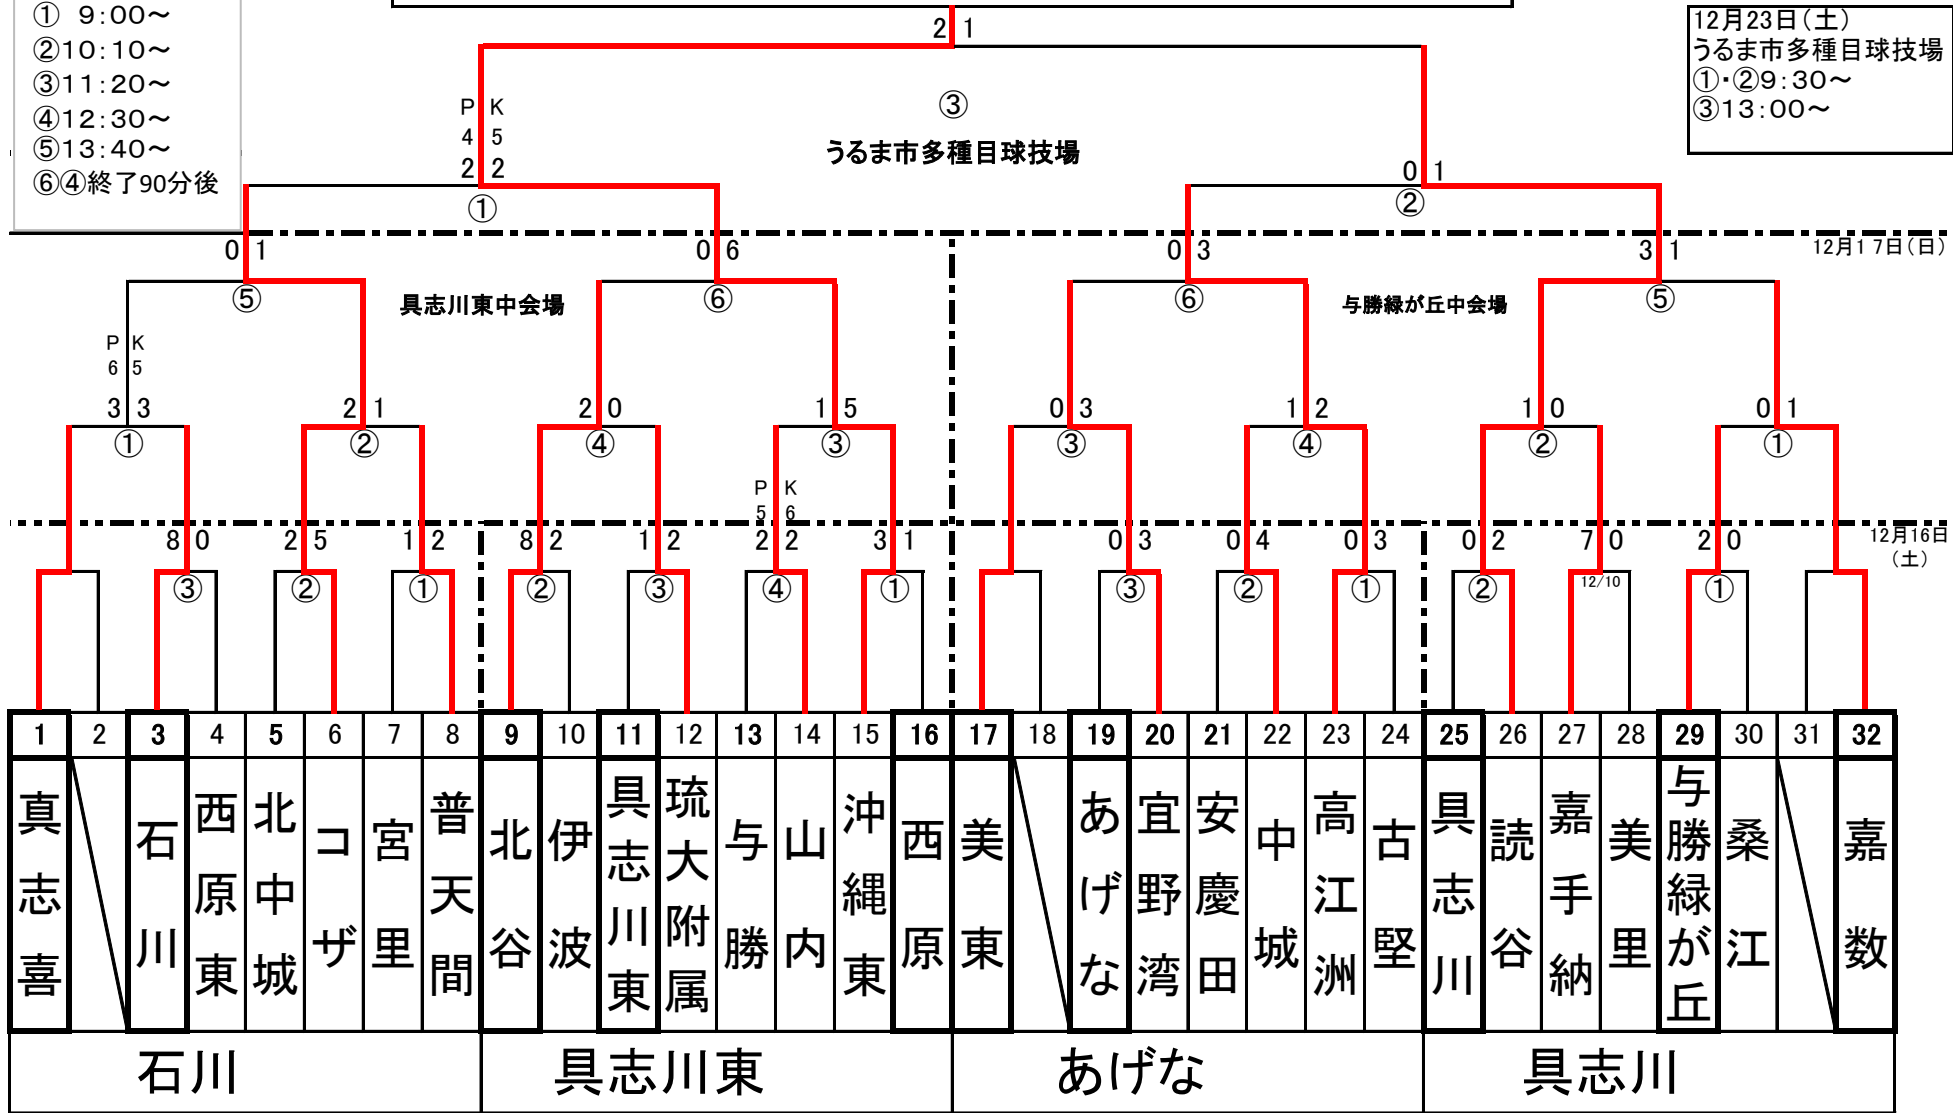 ① 9:00～
②10:10～
③11:20～
④12:30～
⑤13:40～
⑥④終了90分後
12月23日(土)
うるま市多種目球技場
①・②9:30～
③13:00～
2 1
P K
4 5
2 2
③
うるま市多種目球技場
0 1
①
②
0 1
0 6
0 3
3 1
12月17日(日)
⑤
具志川東中会場
⑥
⑥
与勝緑が丘中会場
⑤
P K
6 5
3 3
2 1
2 0
1 5
0 3
1 2
1 0
0 1
①
②
④
③
③
④
②
①
P K
5 6
8 0
2 5
1 2
8 2
1 2
2 2
3 1
0 3
0 4
0 3
0 2
7 0
2 0
12月16日
(土)
③
②
①
②
③
④
①
③
②
①
②
12/10
①
1 2 3 4 5 6 7 8 9 10 11 12 13 14 15 16 17 18 19 20 21 22 23 24 25 26 27 28 29 30 31 32
真志喜
石川
西原東
北中城
コザ
宮里
普天間
北谷
伊波
具志川東
琉大附属
与勝
山内
沖縄東
西原
美東
あげな
宜野湾
安慶田
中城
高江洲
古堅
具志川
読谷
嘉手納
美里
与勝緑が丘
桑江
嘉数
石川
具志川東
あげな
具志川